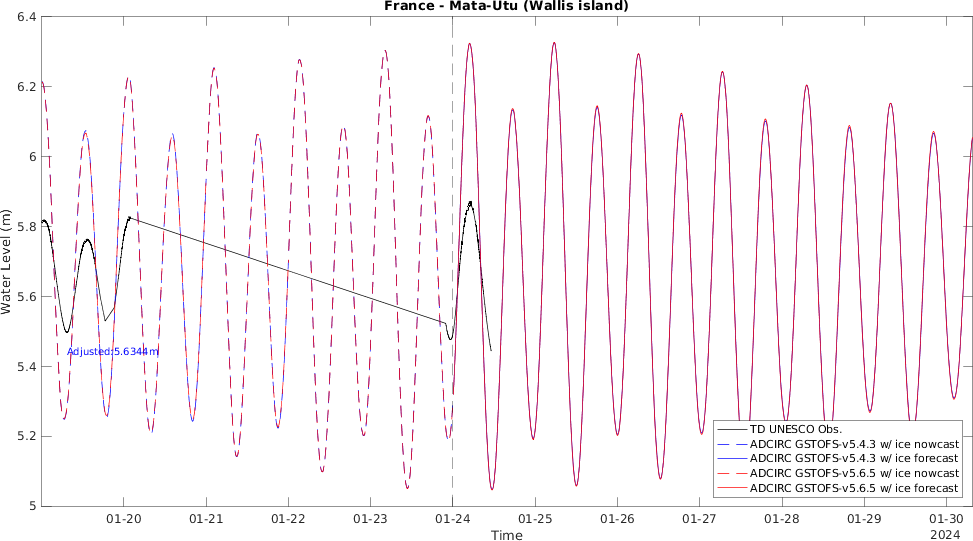 France - Mata-Utu (Wallis island)
6.4
6.2
6
5.8
5.6
5.4
5.2
5
Water Level (m)
Adjusted:5.6344m
TD UNESCO Obs.
ADCIRC GSTOFS-v5.4.3 w/ ice nowcast
ADCIRC GSTOFS-v5.4.3 w/ ice forecast
ADCIRC GSTOFS-v5.6.5 w/ ice nowcast
ADCIRC GSTOFS-v5.6.5 w/ ice forecast
01-20 01-21 01-22 01-23 01-24 01-25 01-26 01-27 01-28 01-29 01-30
2024
Time